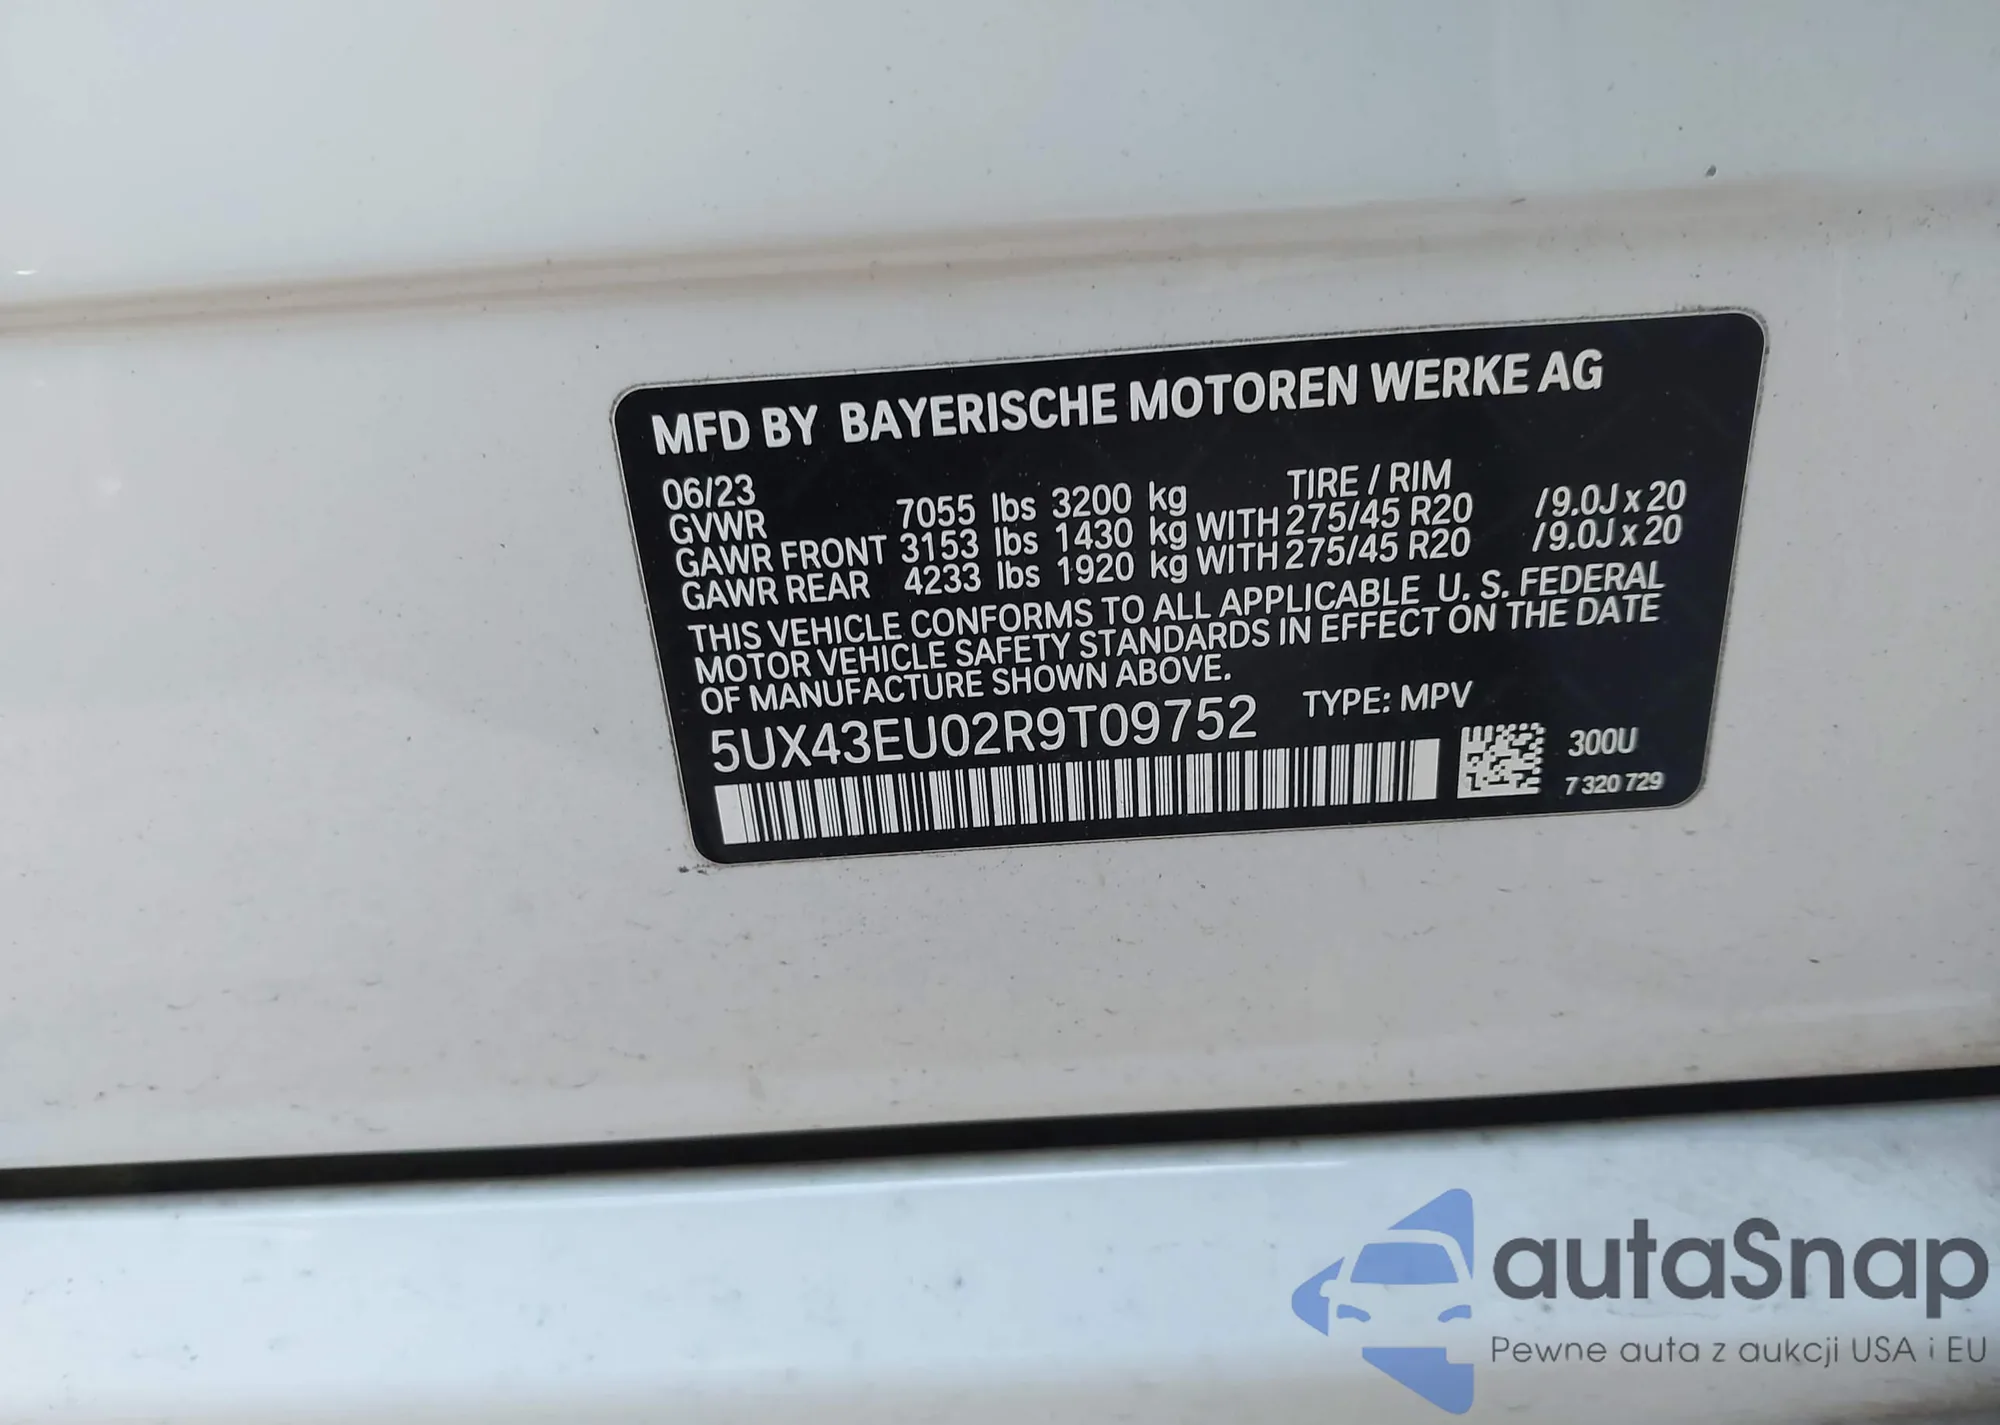 MFD BY BAYERISCHE MOTOREN WERKE AG
06/23 TIRE / RIM
GVWR 7055 lbs 3200 kg
GAWR FRONT 3153 lbs 1430 kg WITH 275/45 R20 /9.0J x 20
GAWR REAR 4233 lbs 1920 kg WITH 275/45 R20 /9.0J x 20
THIS VEHICLE CONFORMS TO ALL APPLICABLE U. S. FEDERAL
MOTOR VEHICLE SAFETY STANDARDS IN EFFECT ON THE DATE
OF MANUFACTURE SHOWN ABOVE.
5UX43EU02R9T09752 TYPE: MPV
300U
7 320 729
autaSnap
Pewne auta z aukcji USA i EU